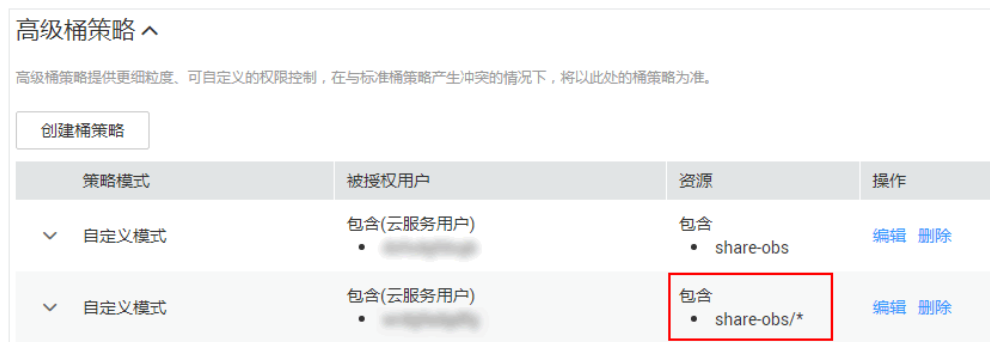 高级桶策略
高级桶策略提供更细粒度、可自定义的权限控制，在与标准桶策略产生冲突的情况下，将以此处的桶策略为准。
创建桶策略
策略模式 被授权用户 资源 操作
自定义模式 包含(云服务用户) 包含 编辑 删除
• share-obs
自定义模式 包含(云服务用户) 包含 编辑 删除
• share-obs/*